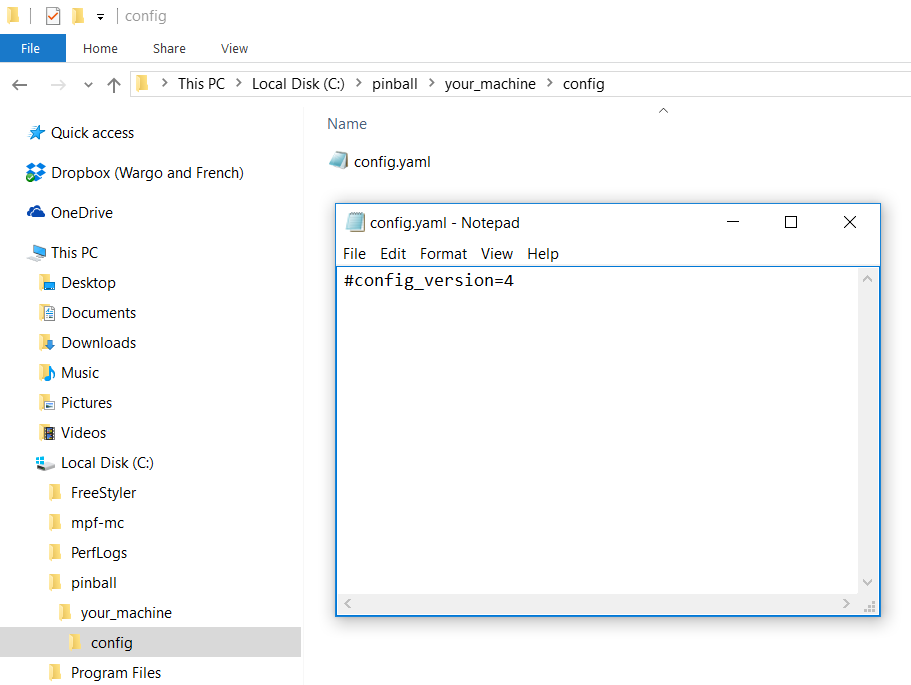 config
File Home Share View
This PC Local Disk (C:) pinball your_machine config
Quick access
Dropbox (Wargo and French)
OneDrive
This PC
Desktop
Documents
Downloads
Music
Pictures
Videos
Local Disk (C:)
FreeStyler
mpf-mc
PerfLogs
pinball
your_machine
config
Program Files
Name
config.yaml
config.yaml - Notepad
File Edit Format View Help
#config_version=4